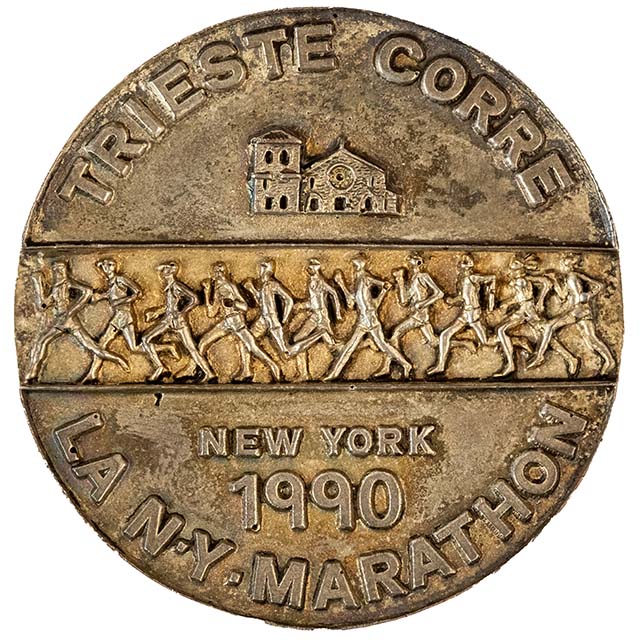 TRIESTE CORRE
NEW YORK
1990
LA N·Y·MARATHON